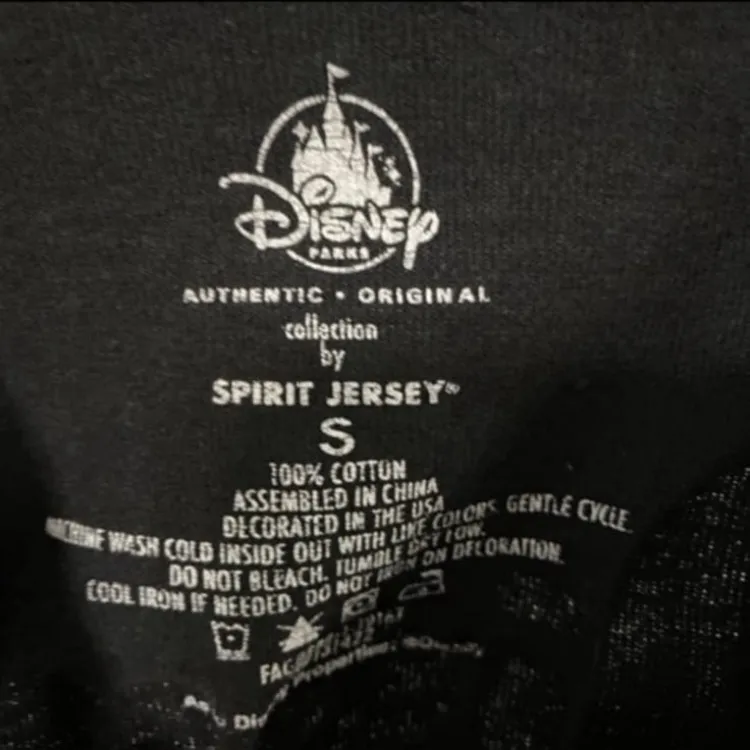 Disney
PARKS
AUTHENTIC • ORIGINAL
collection
by
SPIRIT JERSEY
S
100% COTTON
ASSEMBLED IN CHINA
DECORATED IN THE USA
MACHINE WASH COLD INSIDE OUT WITH LIKE COLORS. GENTLE CYCLE.
DO NOT BLEACH. TUMBLE DRY LOW.
COOL IRON IF NEEDED. DO NOT IRON ON DECORATION.